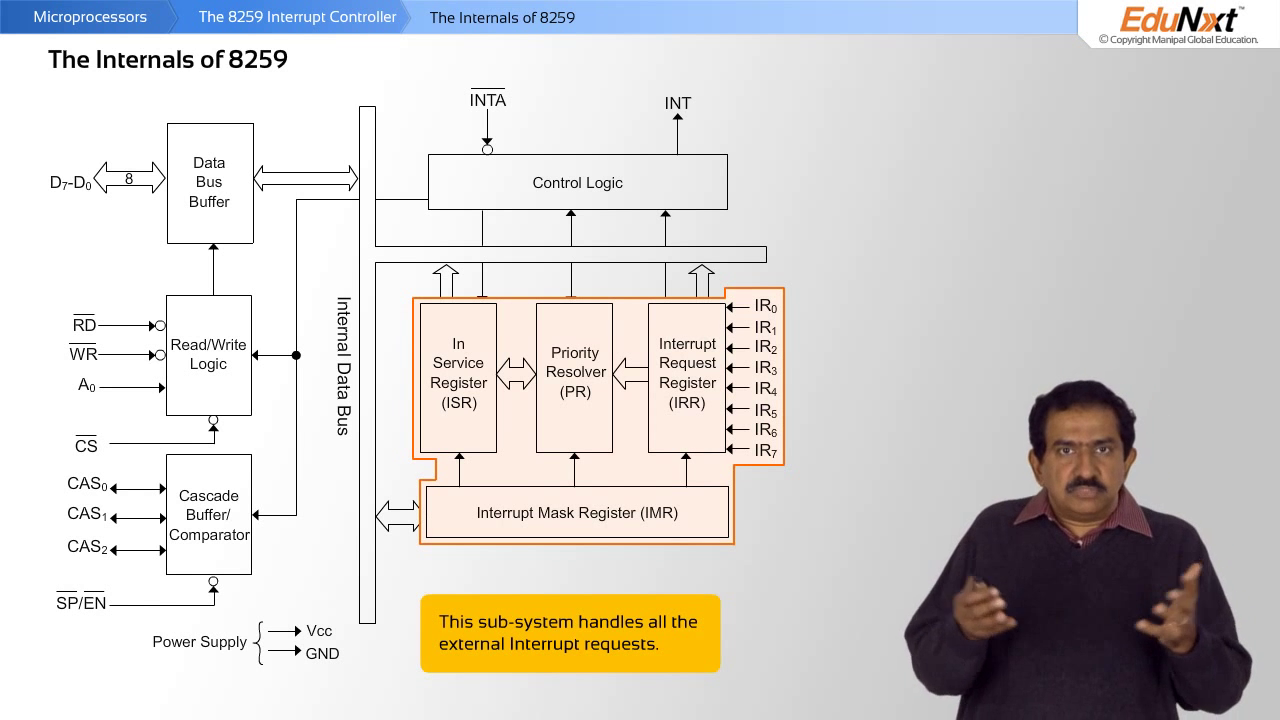 Microprocessors
The 8259 Interrupt Controller
The Internals of 8259
EduNxt™
© Copyright Manipal Global Education.
The Internals of 8259
INTA
INT
Data
Bus
Buffer
D7-D0
8
Control Logic
Internal Data Bus
RD
WR
A0
CS
Read/Write
Logic
In
Service
Register
(ISR)
Priority
Resolver
(PR)
Interrupt
Request
Register
(IRR)
IR0
IR1
IR2
IR3
IR4
IR5
IR6
IR7
CAS0
CAS1
CAS2
Cascade
Buffer/
Comparator
SP/EN
Interrupt Mask Register (IMR)
Power Supply
Vcc
GND
This sub-system handles all the
external Interrupt requests.